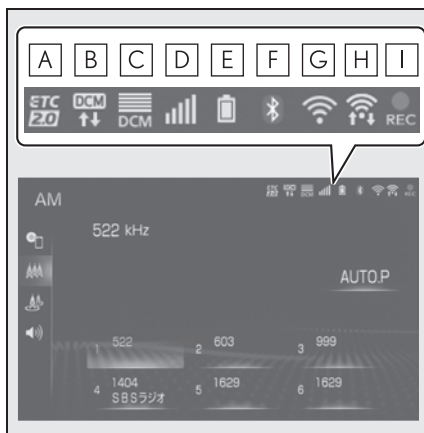 A B C D E F G H I
ETC 2.0 DCM DCM REC
AM
522 kHz
AUTO.P
1 522 2 603 3 999
4 1404 SBSラジオ 5 1629 6 1629